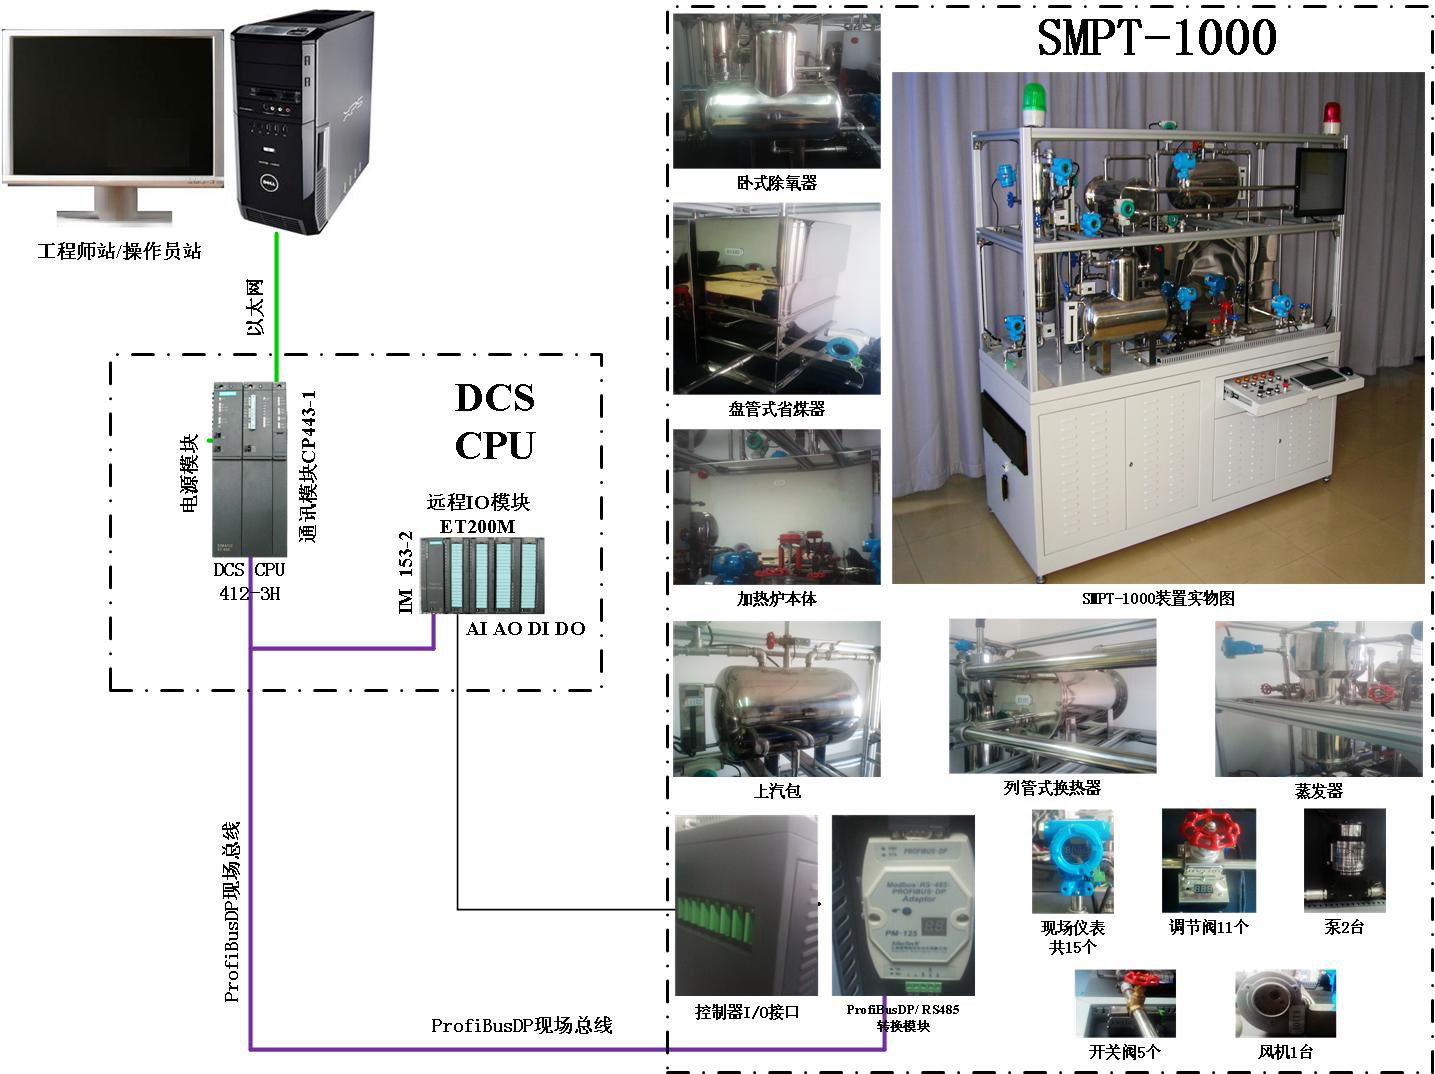 SMPT-1000
卧式除氧器
工程师站/操作员站
XPS
DELL
以太网
盘管式省煤器
DCS
CPU
电源模块
通讯模块CP443-1
远程IO模块
ET200M
IM 153-2
DCS CPU
412-3H
AI AO DI DO
加热炉本体
SMPT-1000装置实物图
上汽包
列管式换热器
蒸发器
ProfiBusDP现场总线
PROFIBUS-DP
Modbus/RS-485-
PROFIBUS-DP
Adaptor
PM-125
现场仪表
共15个
调节阀11个
泵2台
控制器I/O接口
ProfiBusDP/RS485
转换模块
ProfiBusDP现场总线
开关阀5个
风机1台